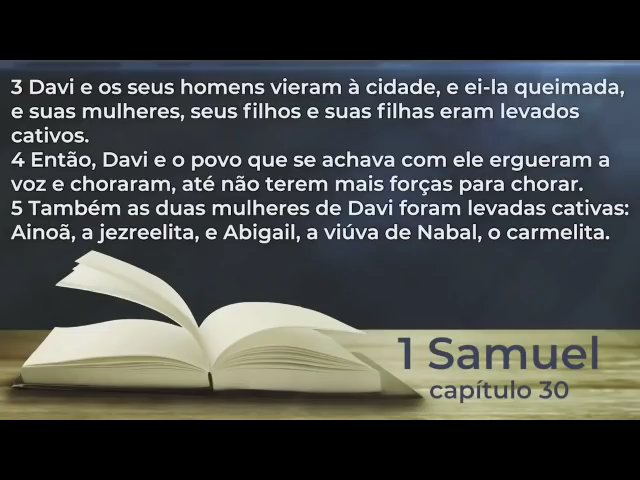 3 Davi e os seus homens vieram à cidade, e ei-la queimada,
e suas mulheres, seus filhos e suas filhas eram levados
cativos.
4 Então, Davi e o povo que se achava com ele ergueram a
voz e choraram, até não terem mais forças para chorar.
5 Também as duas mulheres de Davi foram levadas cativas:
Ainoã, a jezreelita, e Abigail, a viúva de Nabal, o carmelita.
1 Samuel
capítulo 30